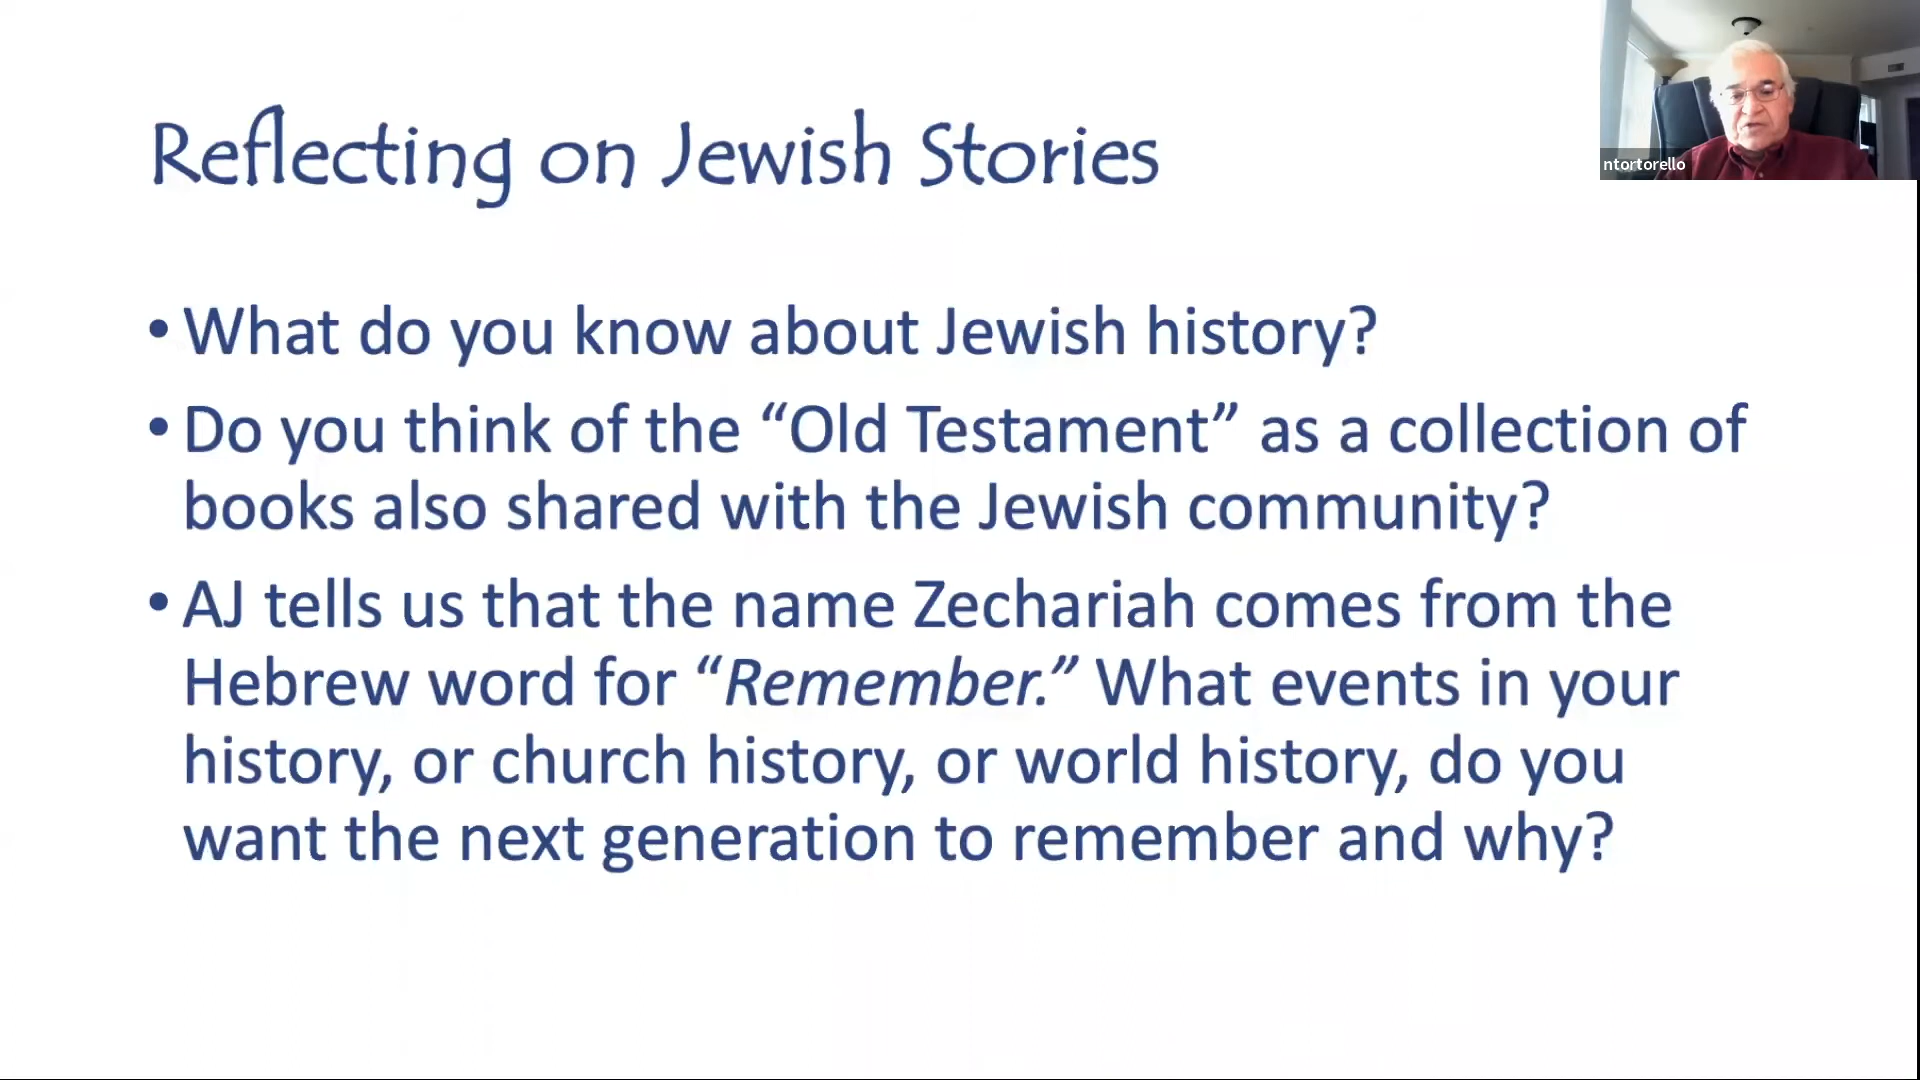 Reflecting on Jewish Stories
ntortorello
• What do you know about Jewish history?
• Do you think of the “Old Testament” as a collection of
books also shared with the Jewish community?
• AJ tells us that the name Zechariah comes from the
Hebrew word for “Remember.” What events in your
history, or church history, or world history, do you
want the next generation to remember and why?